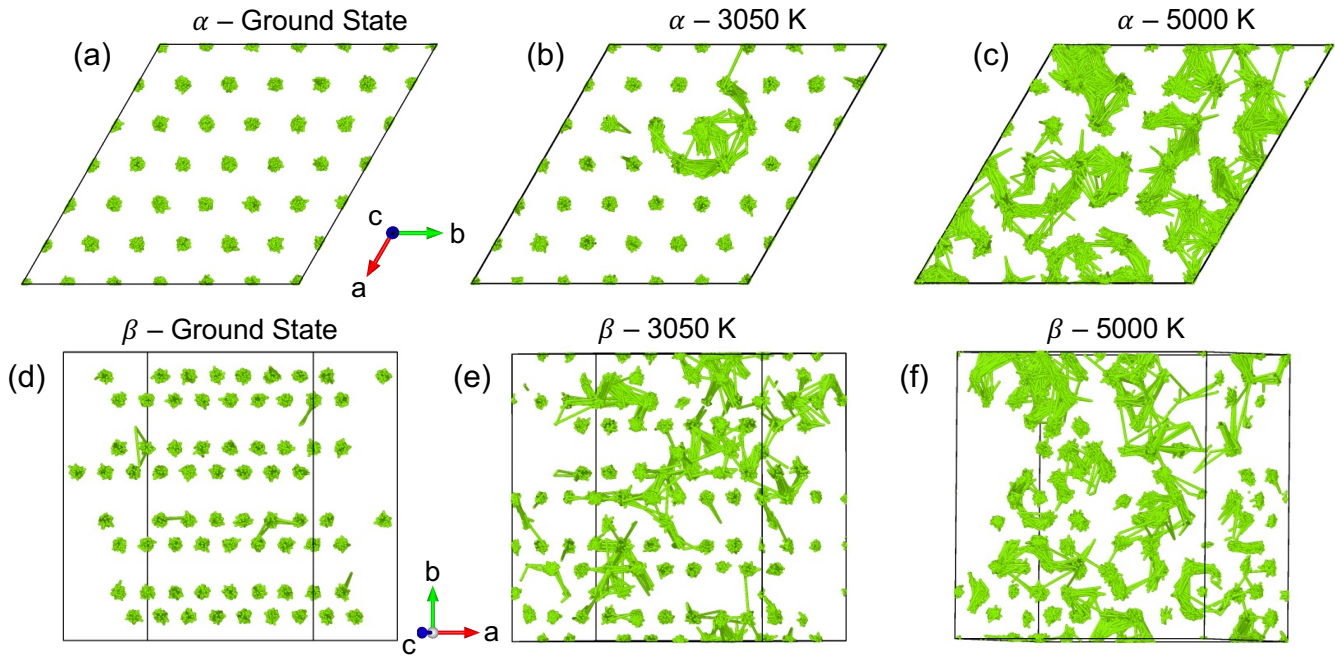 α – Ground State
α – 3050 K
α – 5000 K
(a)
(b)
(c)
c
b
a
β – Ground State
β – 3050 K
β – 5000 K
(d)
(e)
(f)
b
c
a